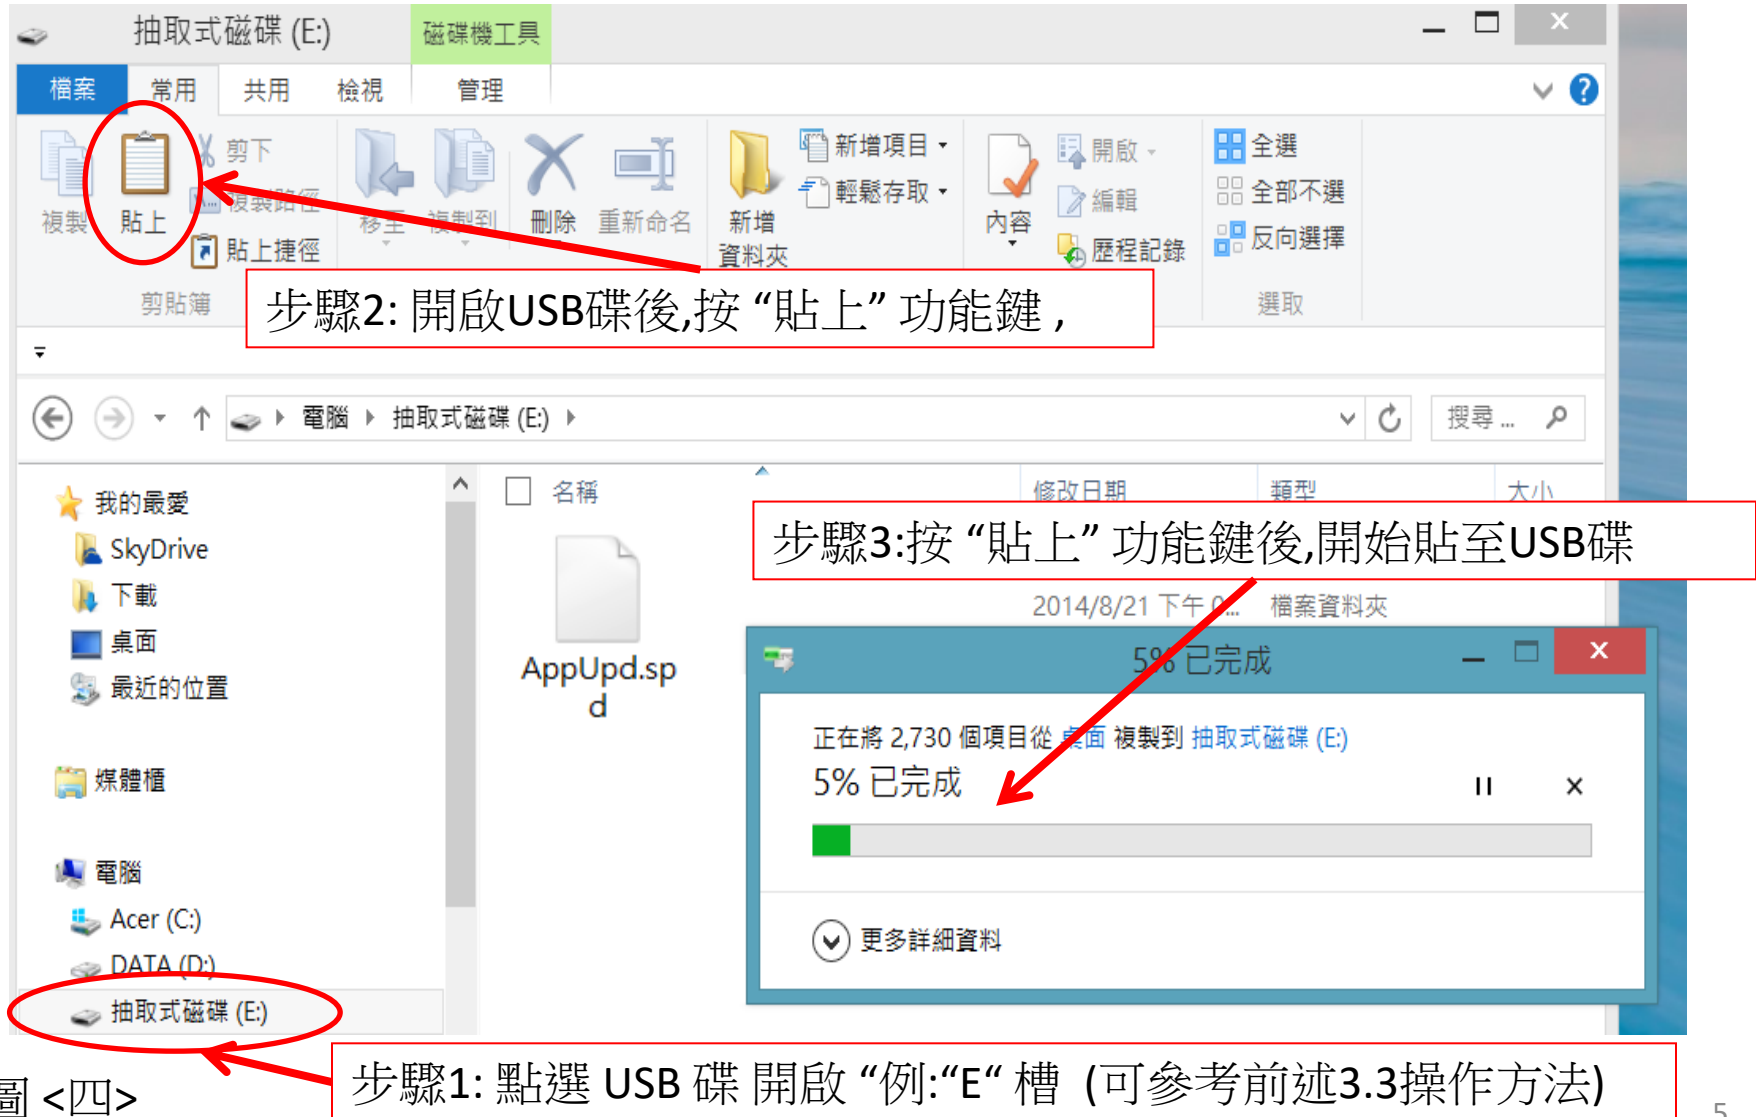 抽取式磁碟 (E:)
磁碟機工具
檔案 常用 共用 檢視 管理
複製 貼上 剪下
複製路徑
貼上捷徑
移至 複製到 刪除 重新命名
新增
資料夾
新增項目
輕鬆存取
內容
開啟
編輯
歷程記錄
全選
全部不選
反向選擇
剪貼簿
選取
步驟2: 開啟USB碟後,按 “貼上” 功能鍵 ,
電腦 抽取式磁碟 (E:)
搜尋 ...
名稱 修改日期 類型 大小
我的最愛
SkyDrive
下載
桌面
最近的位置
媒體櫃
電腦
Acer (C:)
DATA (D:)
抽取式磁碟 (E:)
AppUpd.sp
d
步驟3:按 “貼上” 功能鍵後,開始貼至USB碟
2014/8/21 下午 0... 檔案資料夾
5% 已完成
正在將 2,730 個項目從 桌面 複製到 抽取式磁碟 (E:)
5% 已完成
更多詳細資料
步驟1: 點選 USB 碟 開啟 “例:“E“ 槽 (可參考前述3.3操作方法)
圖 <四>
5